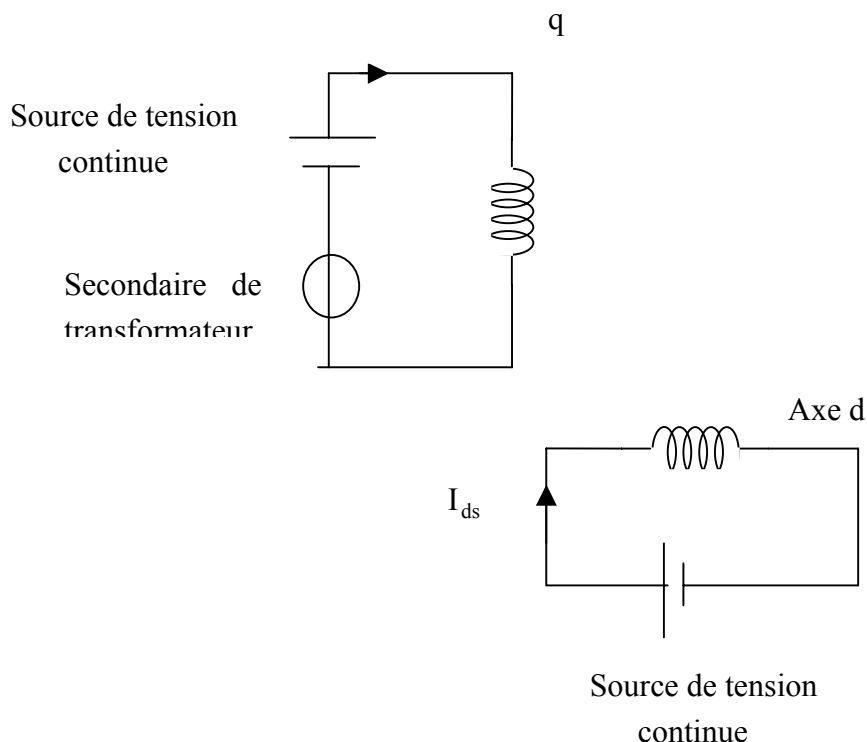 q
Source de tension
continue
Secondaire de
transformateur
Axe d
I_ds
Source de tension
continue